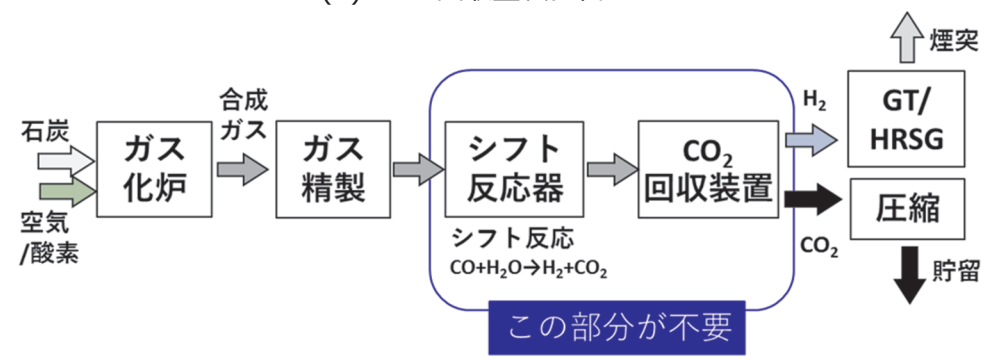 煙突
合成
ガス
H₂
GT/
HRSG
石炭
ガス
化炉
ガス
精製
シフト
反応器
CO₂
回収装置
圧縮
空気
/酸素
シフト反応
CO+H₂O→H₂+CO₂
CO₂
貯留
この部分が不要